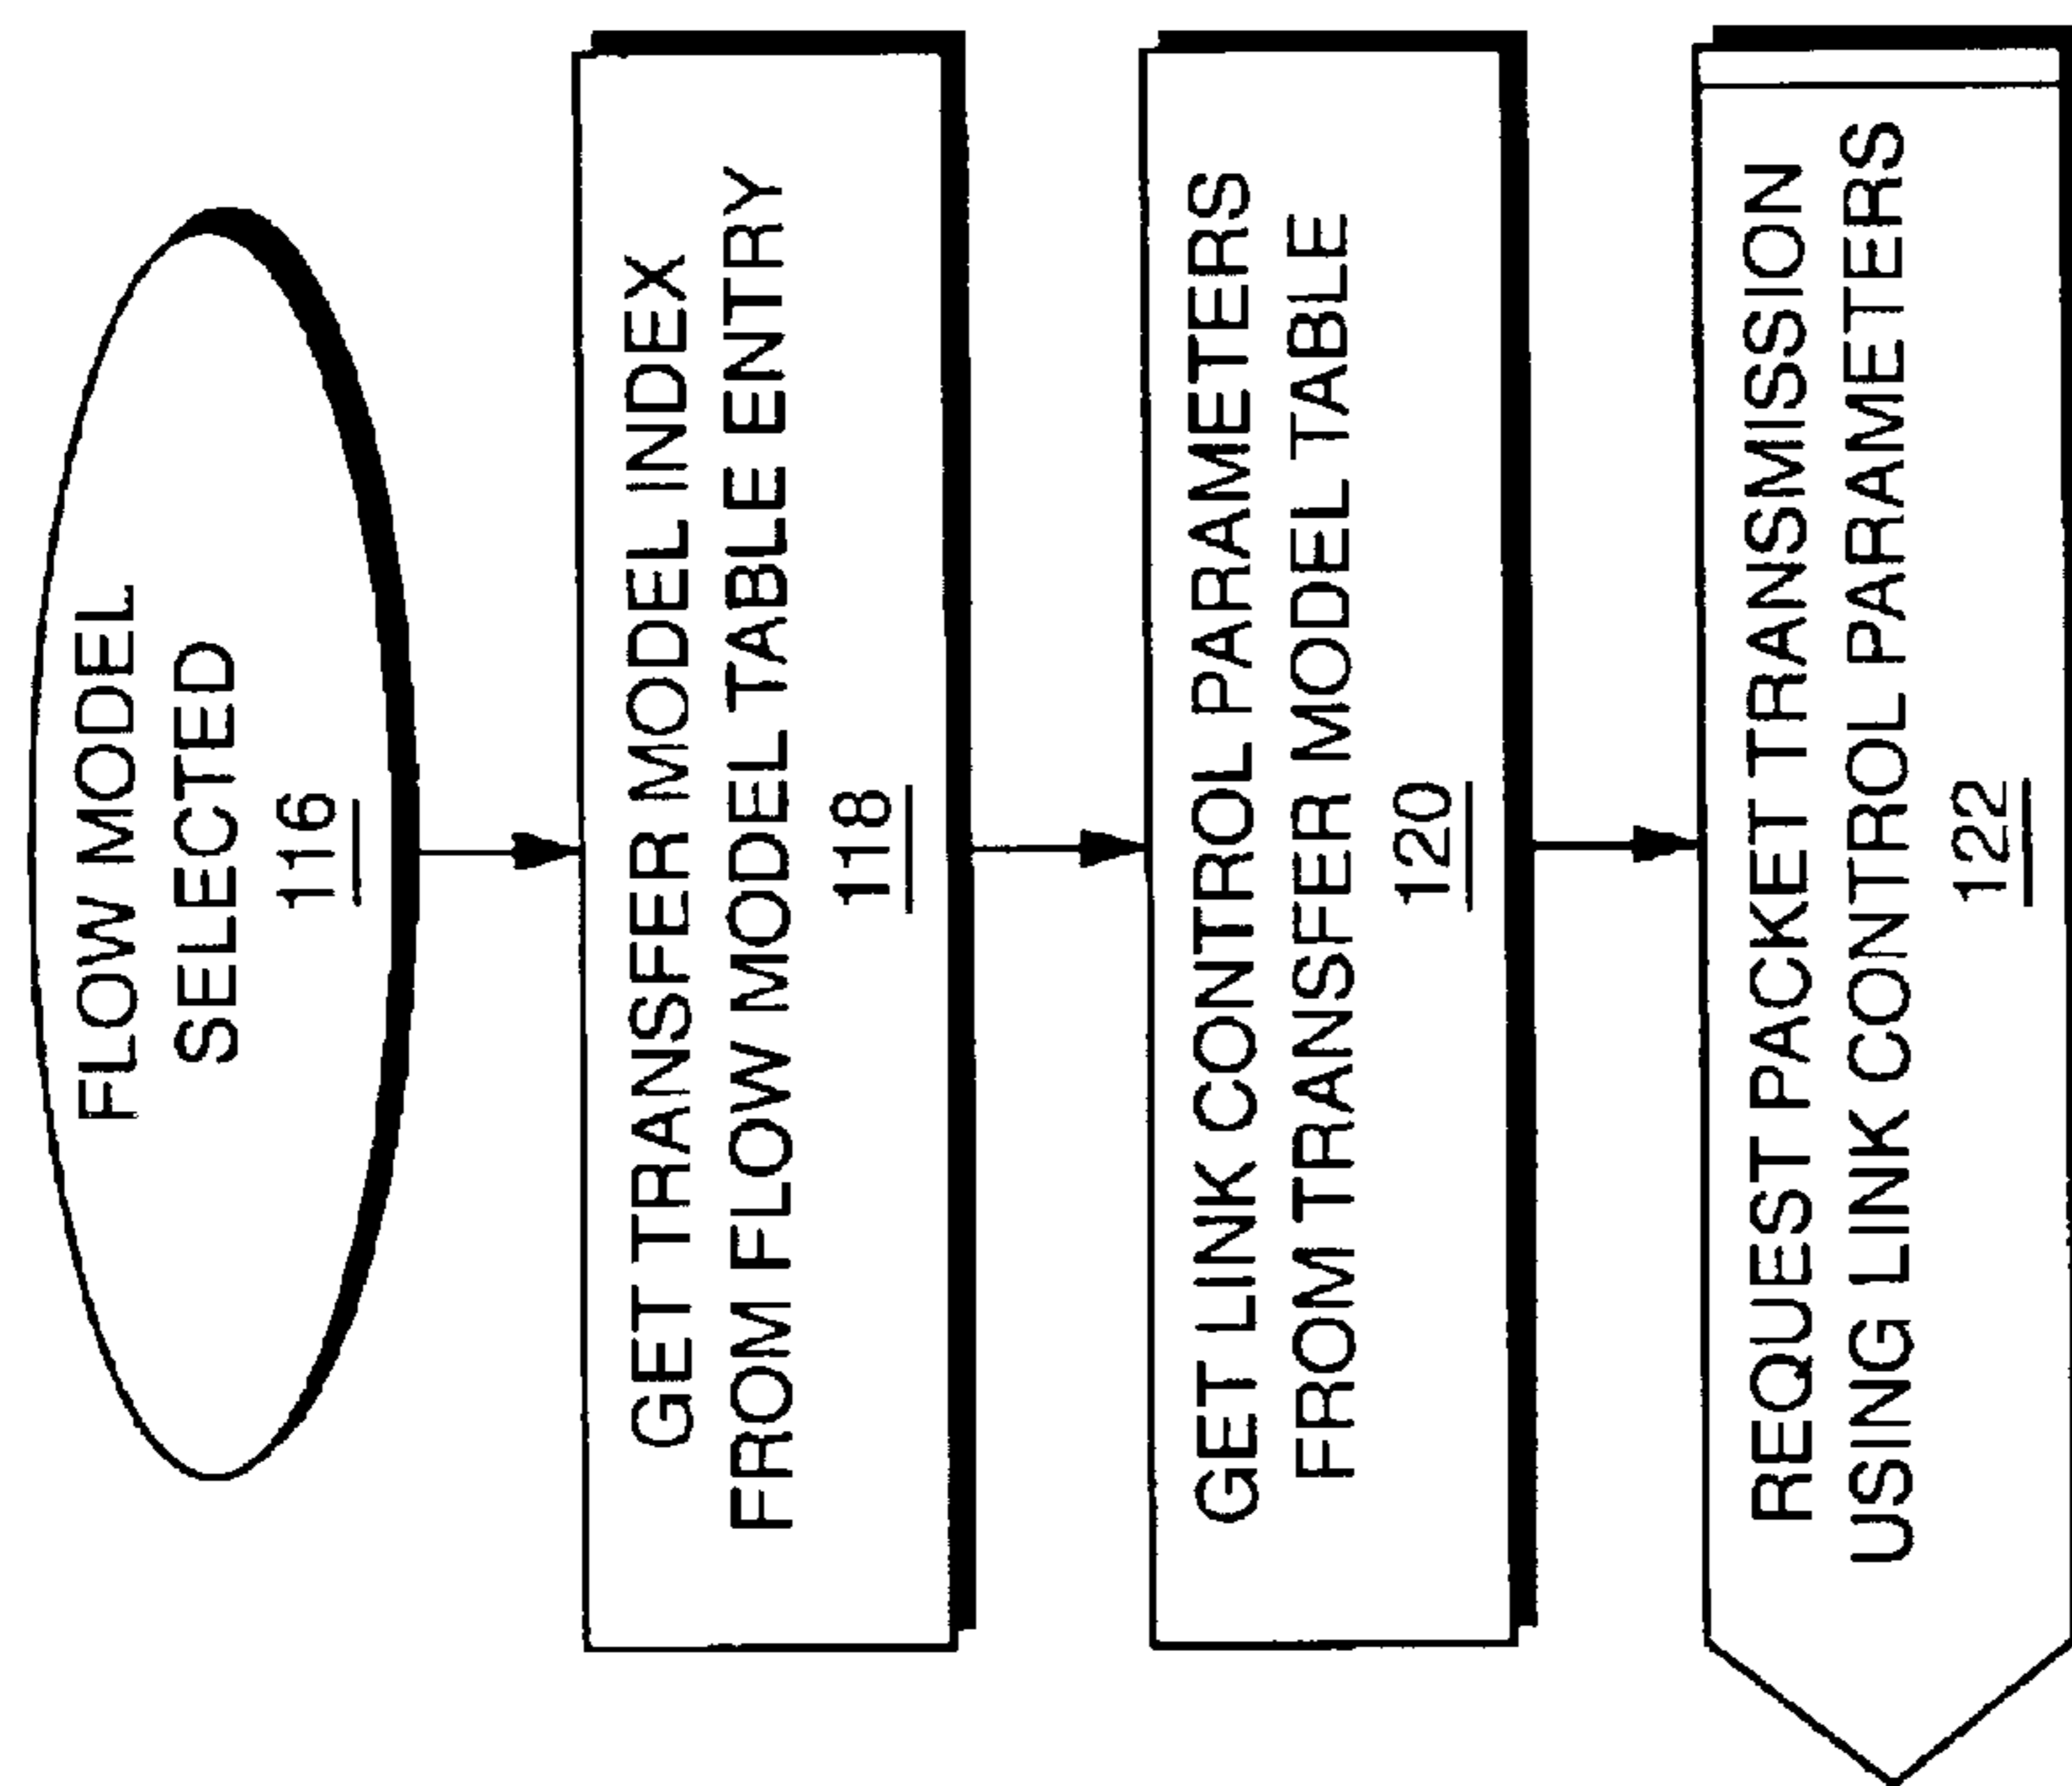 FLOW MODEL
SELECTED
116
GET TRANSFER MODEL INDEX
FROM FLOW MODEL TABLE ENTRY
118
GET LINK CONTROL PARAMETERS
FROM TRANSFER MODEL TABLE
120
REQUEST PACKET TRANSMISSION
USING LINK CONTROL PARAMETERS
122